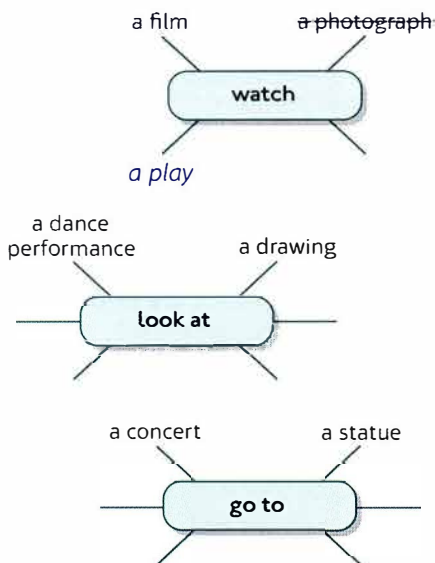 a film
a photograph
watch
a play
a dance
performance
a drawing
look at
a concert
a statue
go to